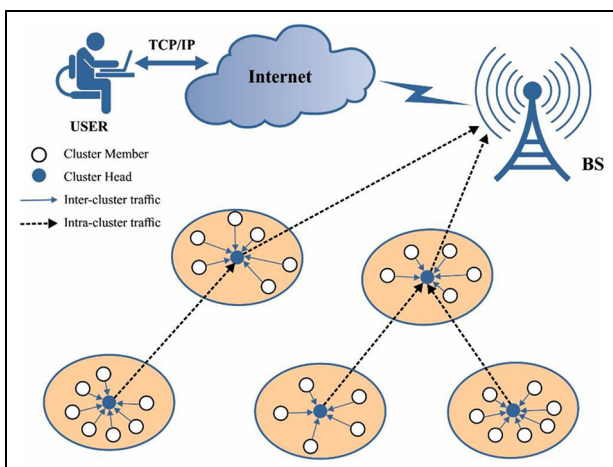 TCP/IP
Internet
USER
BS
Cluster Member
Cluster Head
Inter-cluster traffic
Intra-cluster traffic